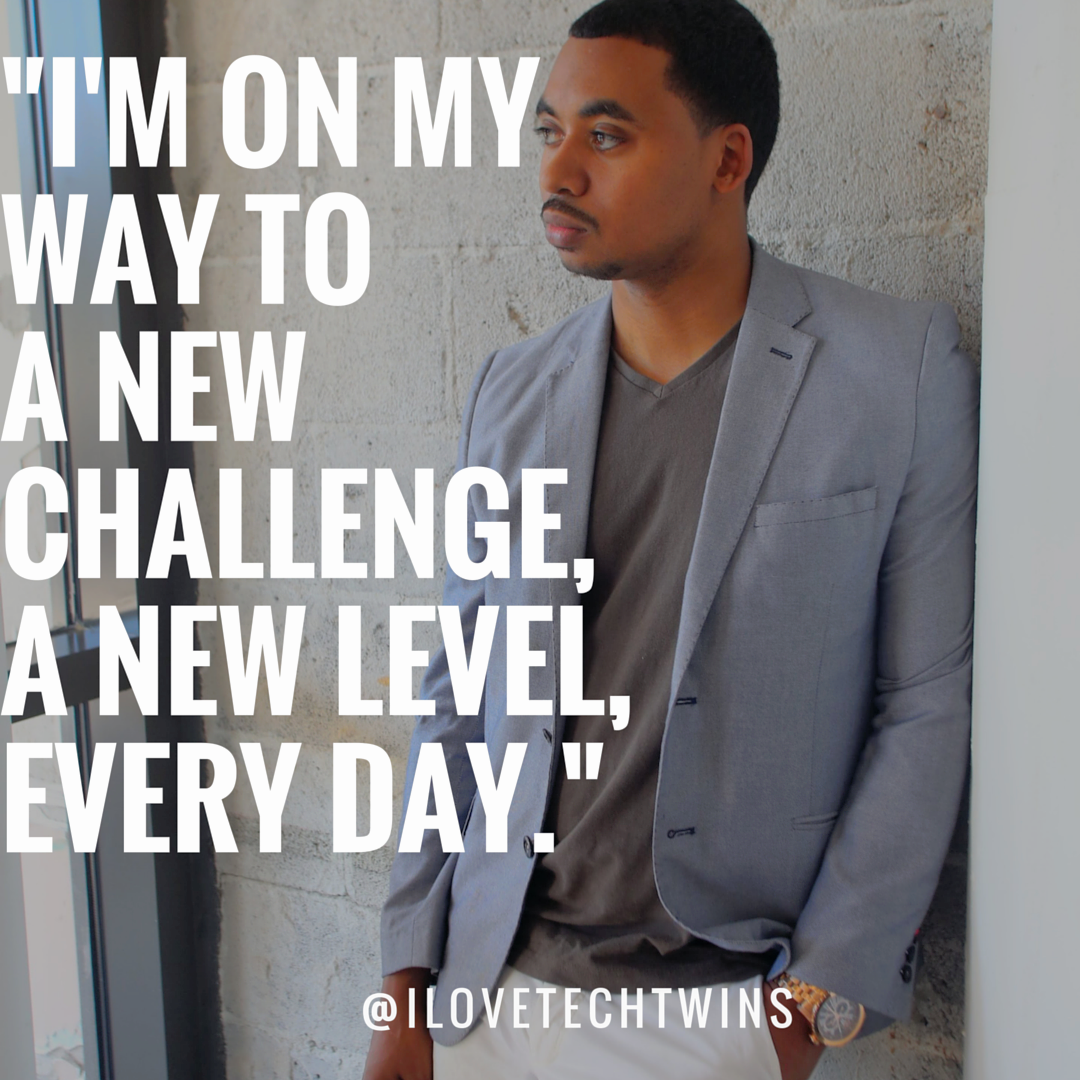 "I'M ON MY
WAY TO
A NEW
CHALLENGE,
A NEW LEVEL,
EVERY DAY."
@ILOVETECHTWINS